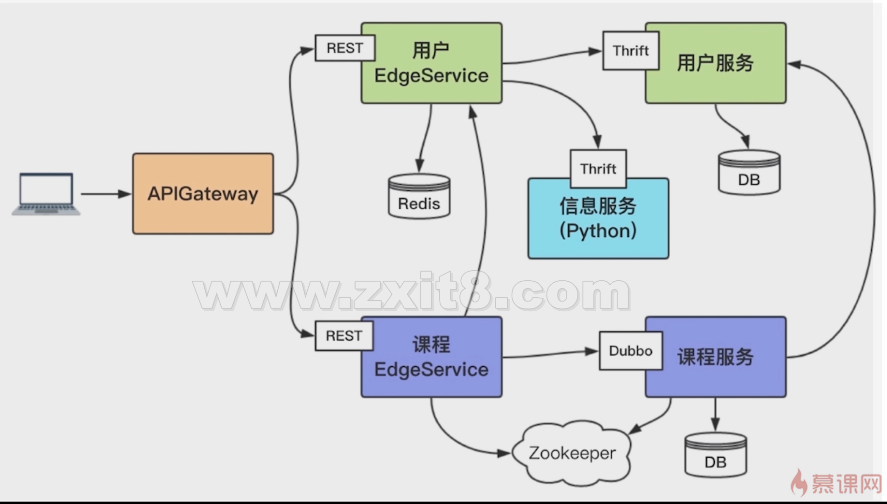 REST
用户
EdgeService
Thrift
用户服务
APIGateway
Redis
Thrift
信息服务
(Python)
DB
www.zxit8.com
REST
课程
EdgeService
Dubbo
课程服务
Zookeeper
DB
慕课网